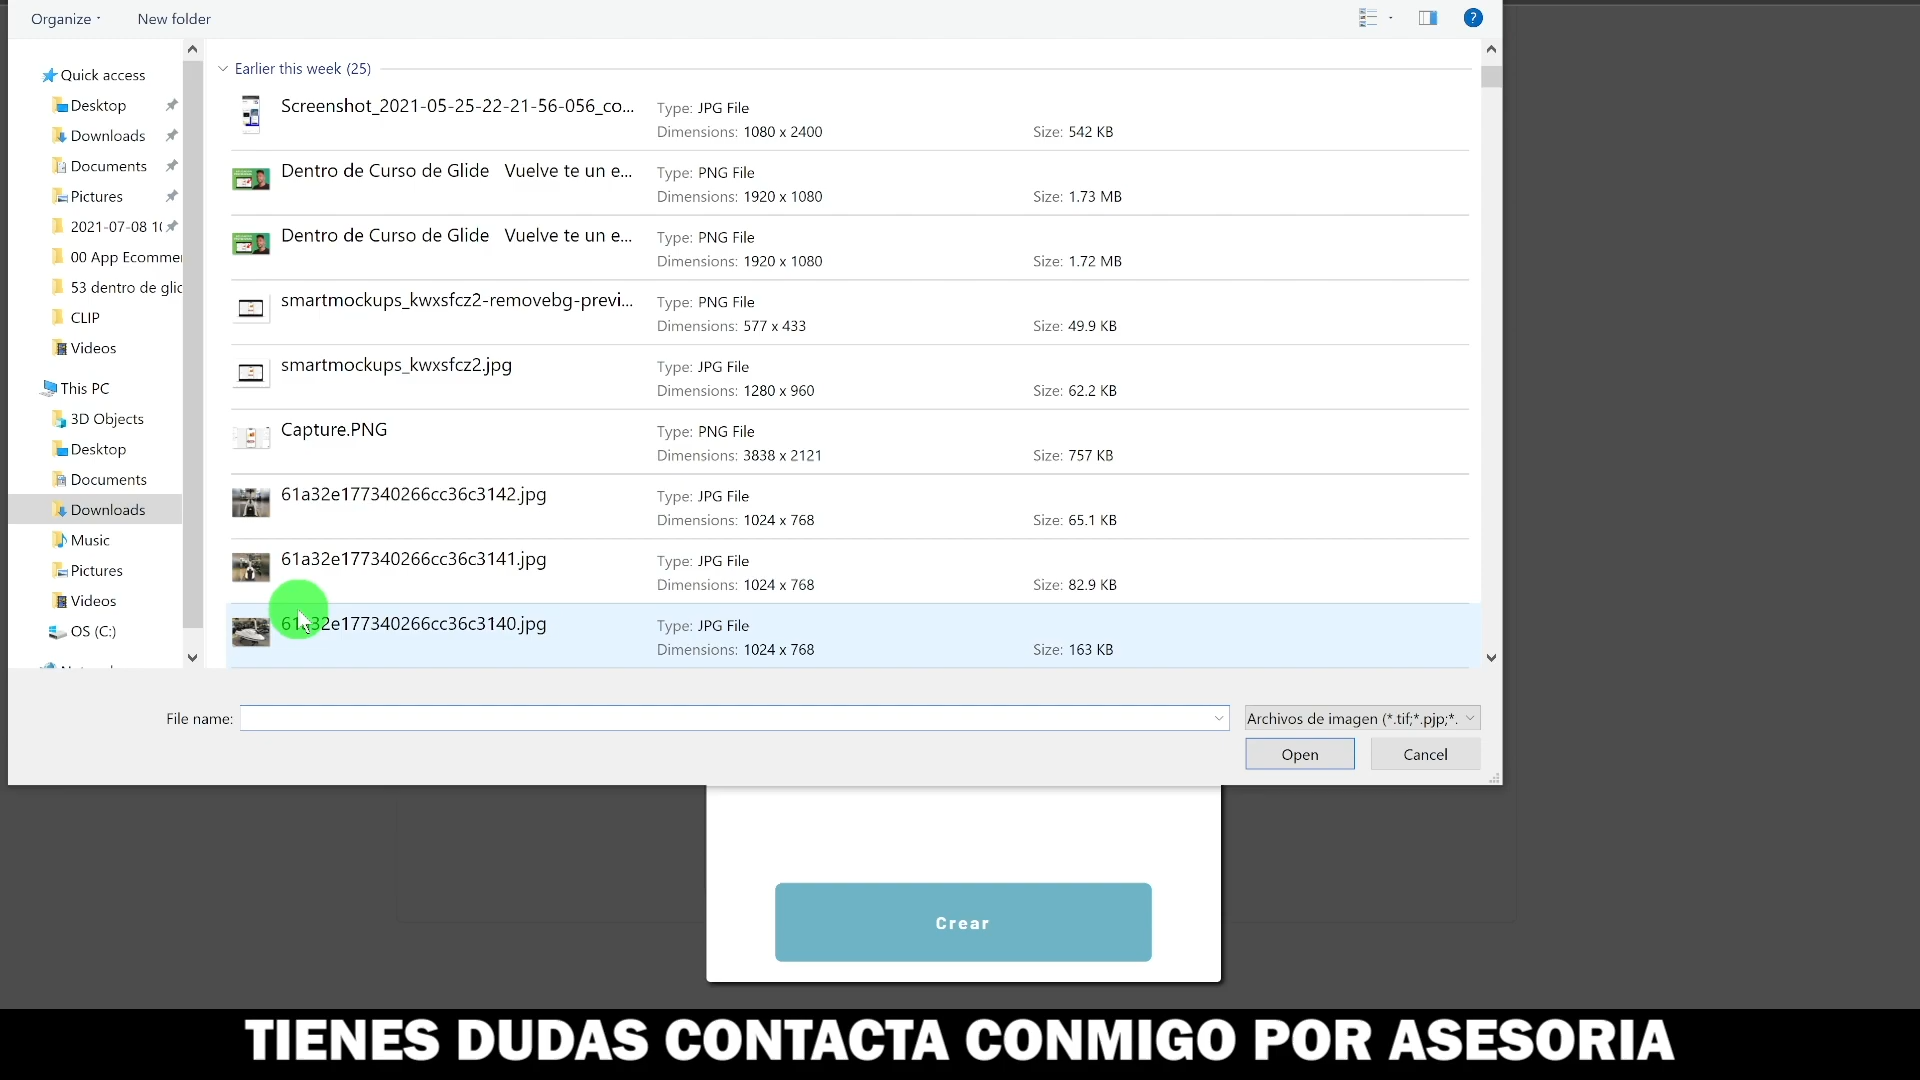 Organize
New folder
Quick access
Desktop
Downloads
Documents
Pictures
2021-07-08 1
00 App Ecomme
53 dentro de gli
CLIP
Videos
This PC
3D Objects
Desktop
Documents
Downloads
Music
Pictures
Videos
OS (C:)
Earlier this week (25)
Screenshot_2021-05-25-22-21-56-056_co...
Type: JPG File
Dimensions: 1080 x 2400
Size: 542 KB
Dentro de Curso de Glide Vuelve te un e...
Type: PNG File
Dimensions: 1920 x 1080
Size: 1.73 MB
Dentro de Curso de Glide Vuelve te un e...
Type: PNG File
Dimensions: 1920 x 1080
Size: 1.72 MB
smartmockups_kwxsfcz2-removebg-previ...
Type: PNG File
Dimensions: 577 x 433
Size: 49.9 KB
smartmockups_kwxsfcz2.jpg
Type: JPG File
Dimensions: 1280 x 960
Size: 62.2 KB
Capture.PNG
Type: PNG File
Dimensions: 3838 x 2121
Size: 757 KB
61a32e177340266cc36c3142.jpg
Type: JPG File
Dimensions: 1024 x 768
Size: 65.1 KB
61a32e177340266cc36c3141.jpg
Type: JPG File
Dimensions: 1024 x 768
Size: 82.9 KB
61a32e177340266cc36c3140.jpg
Type: JPG File
Dimensions: 1024 x 768
Size: 163 KB
File name:
Archivos de imagen (*.tif;*.pjp;*.
Open
Cancel
Crear
TIENES DUDAS CONTACTA CONMIGO POR ASESORIA